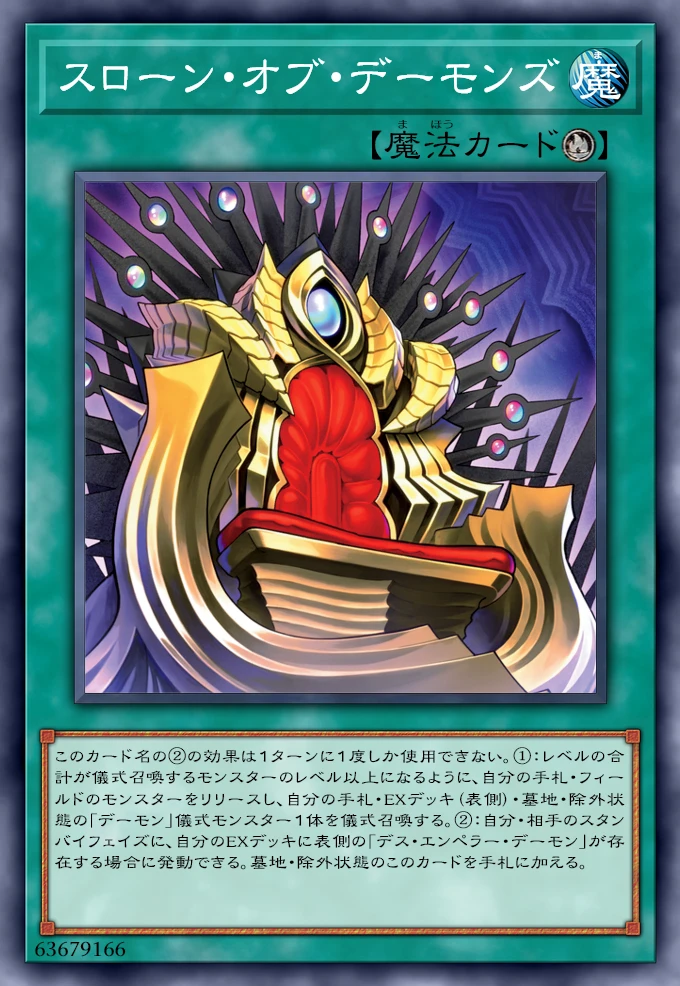 スローン・オブ・デーモンズ 魔
ま
ま ほう
【魔法カード】
このカード名の②の効果は1ターンに1度しか使用できない。①:レベルの合
計が儀式召喚するモンスターのレベル以上になるように、自分の手札・フィー
ルドのモンスターをリリースし、自分の手札・EXデッキ(表側)・墓地・除外状
態の「デーモン」儀式モンスター1体を儀式召喚する。②:自分・相手のスタン
バイフェイズに、自分のEXデッキに表側の「デス・エンペラー・デーモン」が存
在する場合に発動できる。墓地・除外状態のこのカードを手札に加える。
63679166